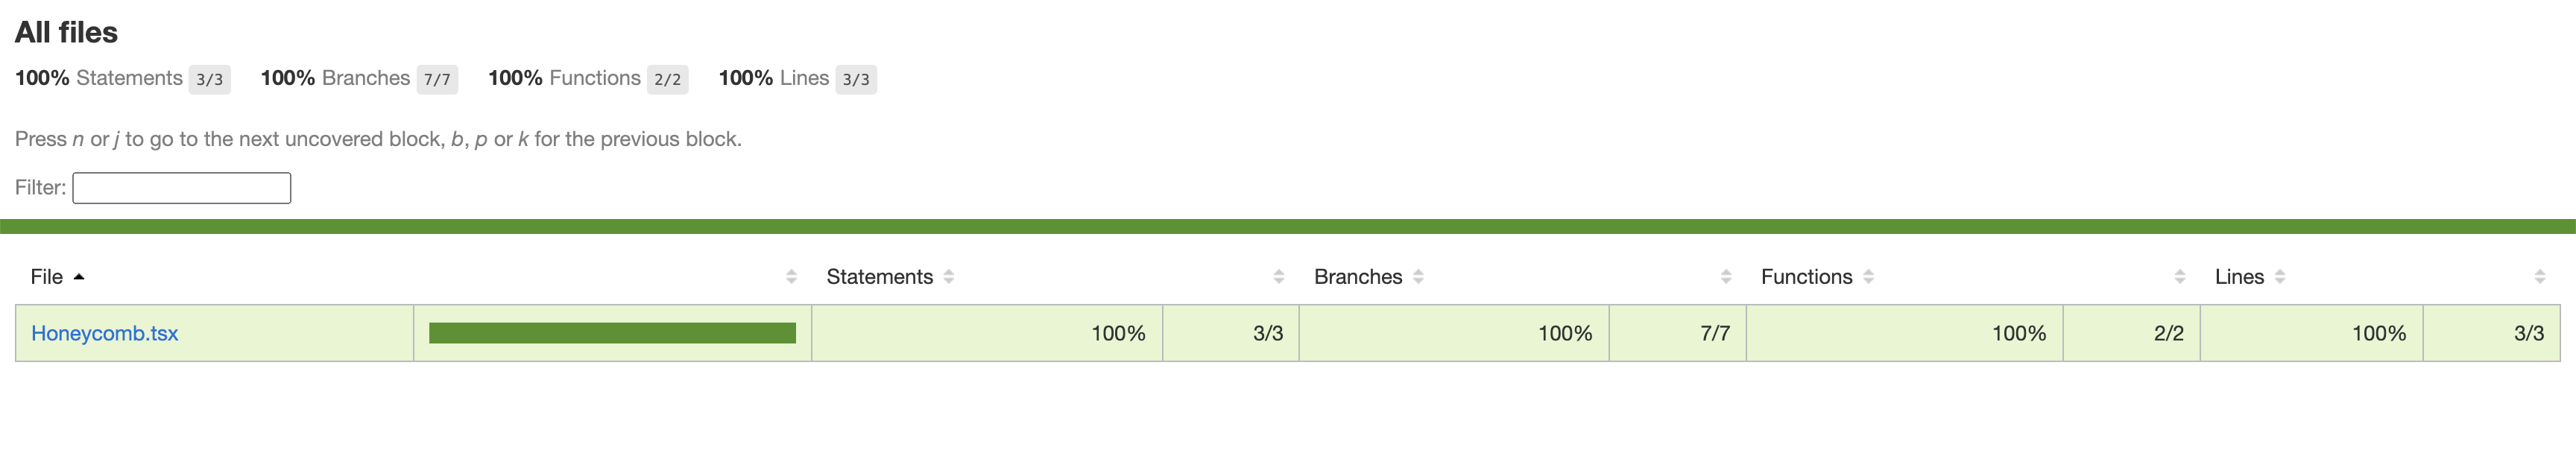 All files
100% Statements 3/3 100% Branches 7/7 100% Functions 2/2 100% Lines 3/3
Press n or j to go to the next uncovered block, b, p or k for the previous block.
Filter:
File Statements Branches Functions Lines
Honeycomb.tsx 100% 3/3 100% 7/7 100% 2/2 100% 3/3